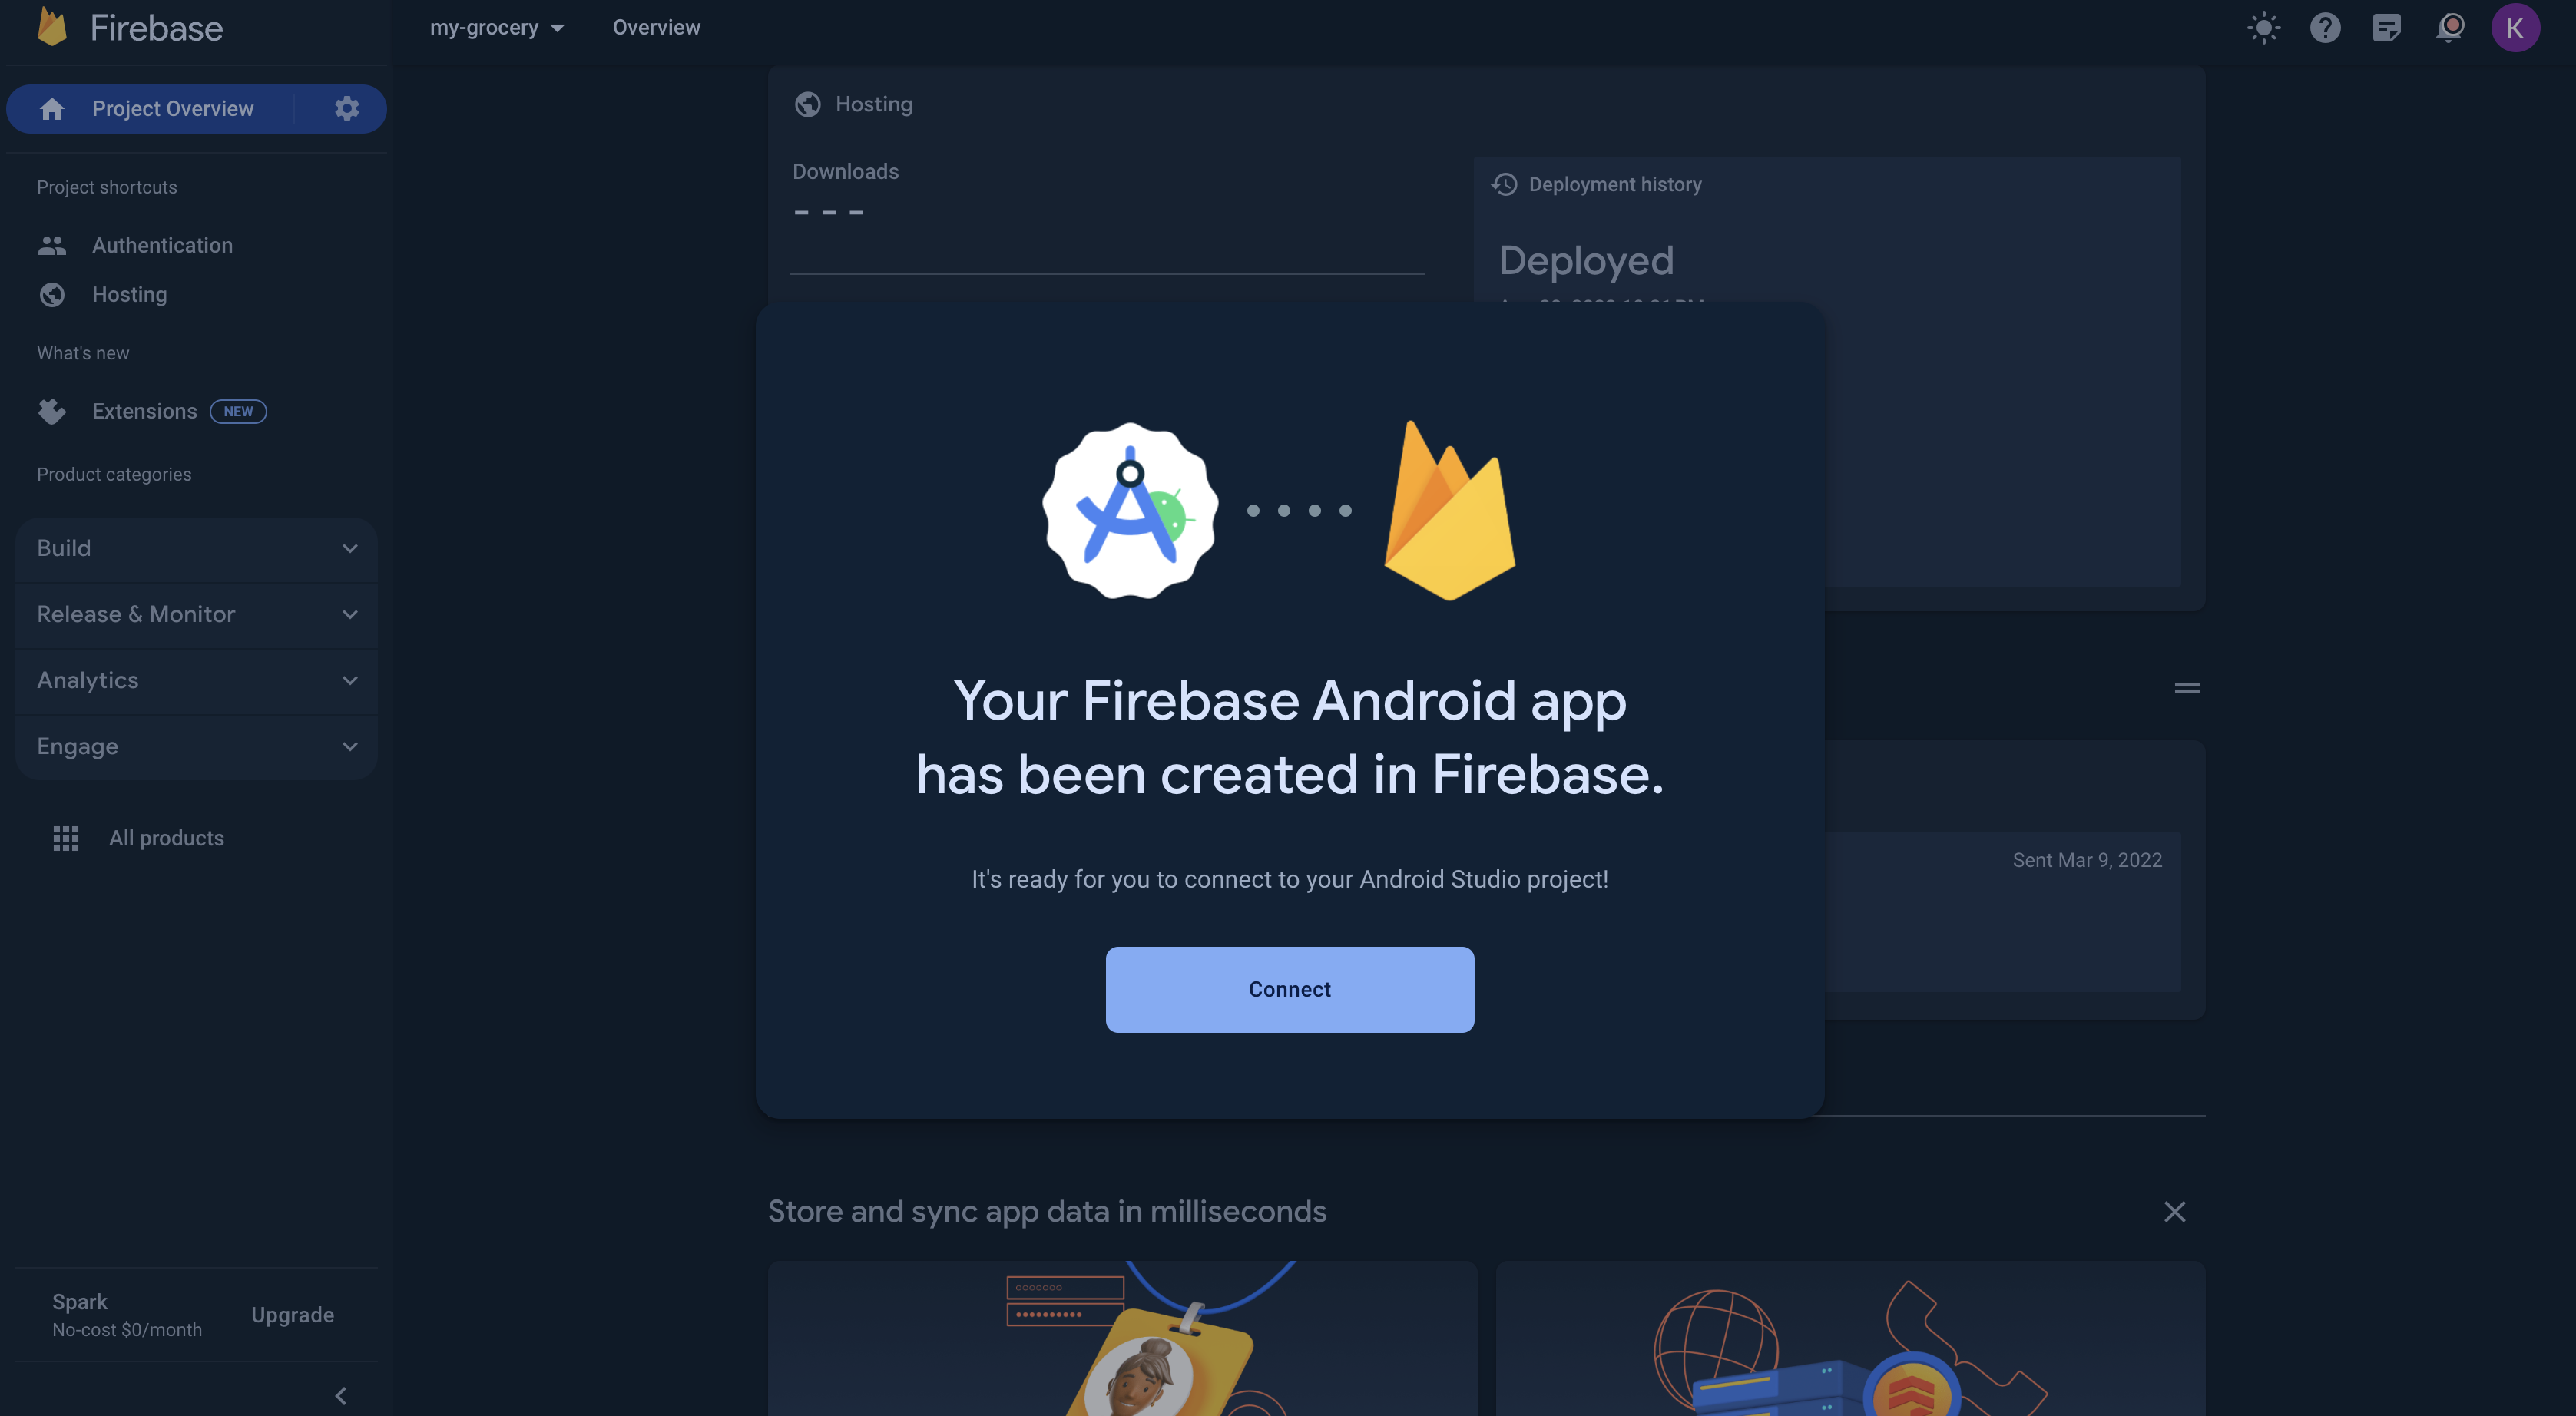 Firebase
my-grocery
Overview
K
Project Overview
Project shortcuts
Authentication
Hosting
What's new
Extensions
NEW
Product categories
Build
Release & Monitor
Analytics
Engage
All products
Spark
No-cost $0/month
Upgrade
Hosting
Downloads
- - -
Deployment history
Deployed
Your Firebase Android app
has been created in Firebase.
It's ready for you to connect to your Android Studio project!
Connect
Sent Mar 9, 2022
Store and sync app data in milliseconds